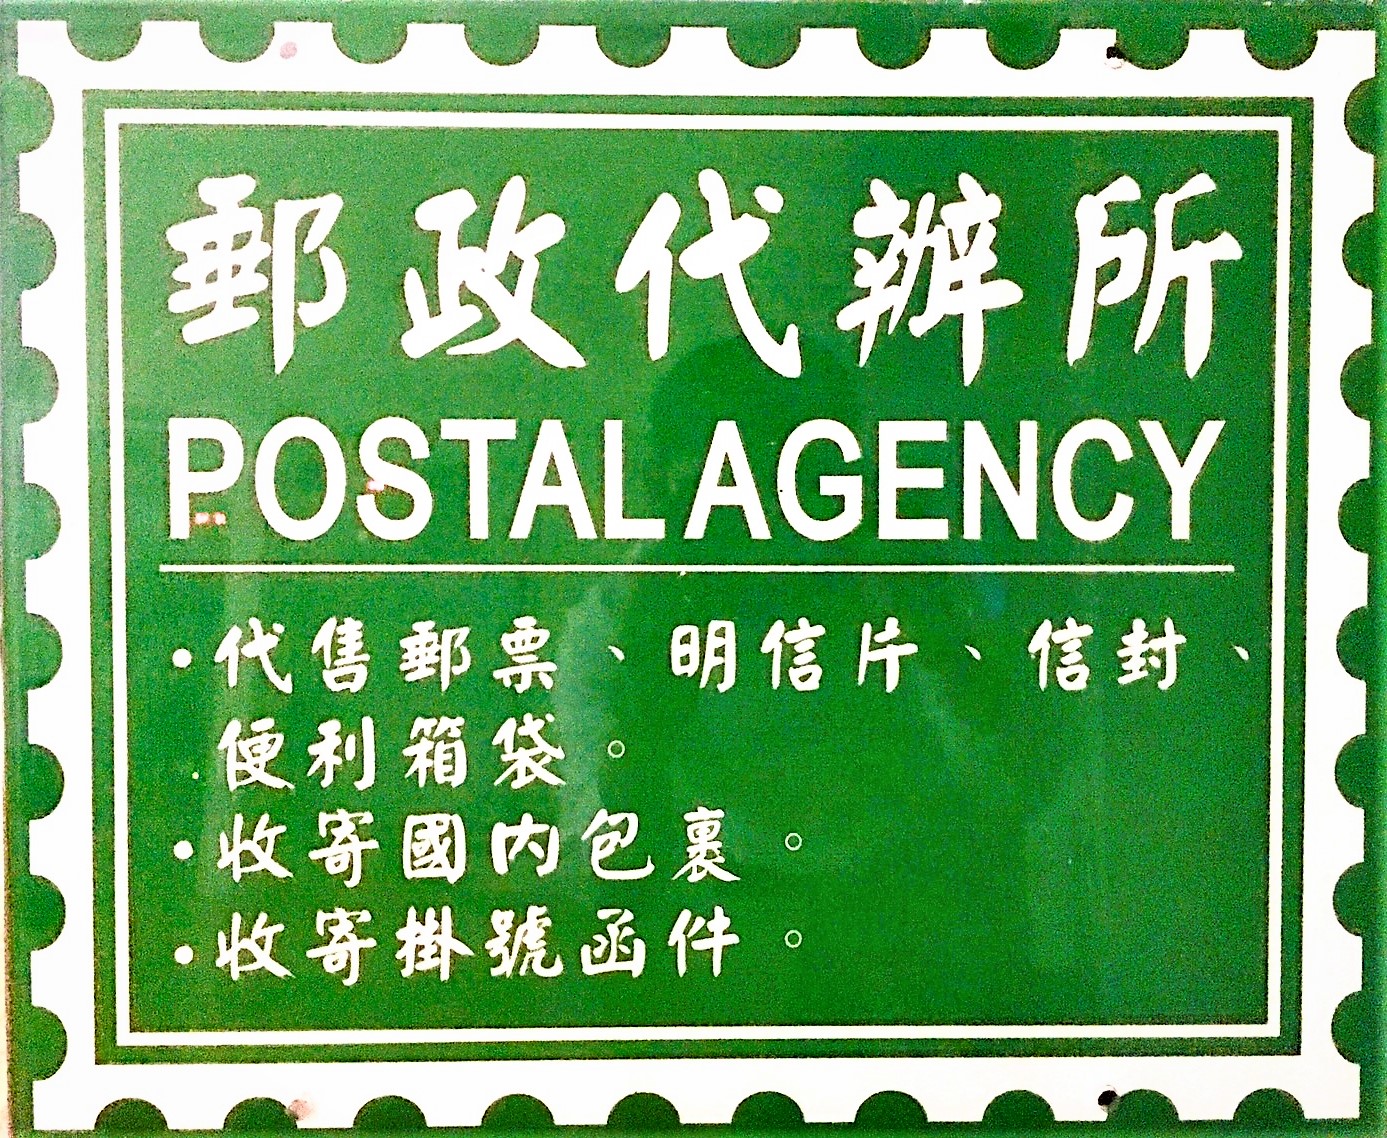 郵政代辦所
POSTAL AGENCY
•代售郵票、明信片、信封、
便利箱袋。
•收寄國內包裹。
•收寄掛號函件。